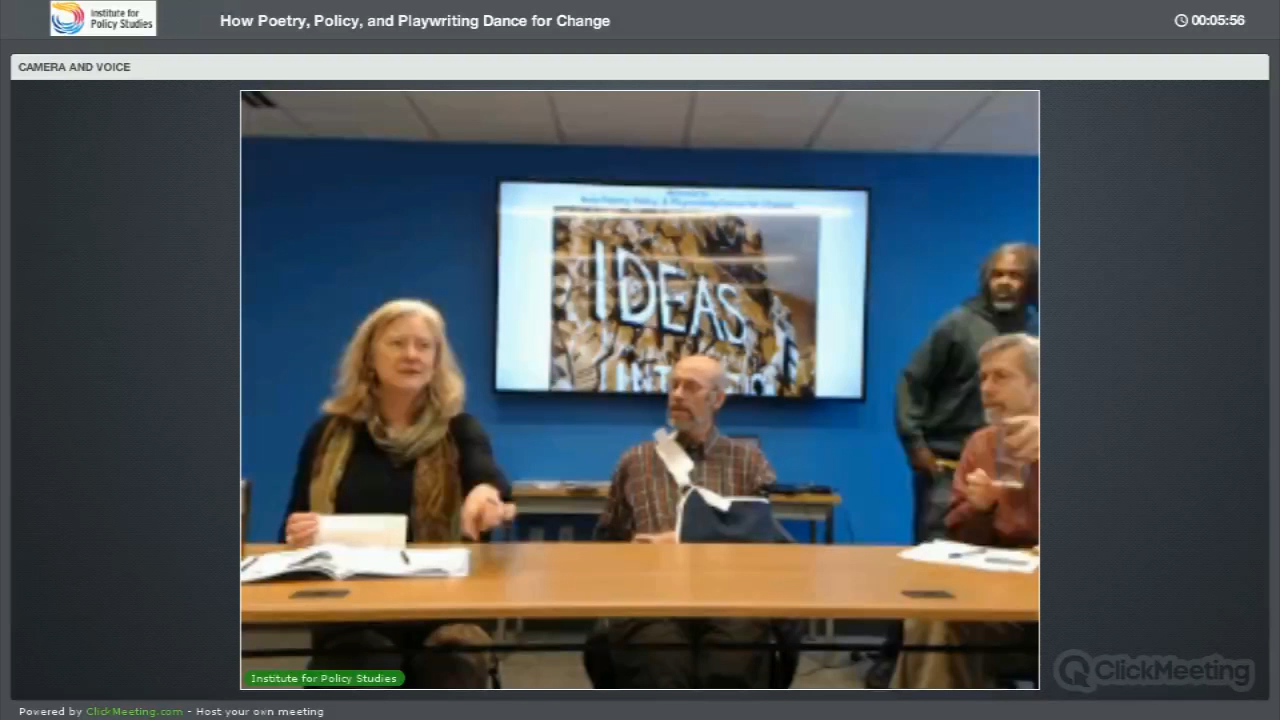 Institute for
Policy Studies
How Poetry, Policy, and Playwriting Dance for Change
00:05:56
CAMERA AND VOICE
IDEAS
Institute for Policy Studies
ClickMeeting
Powered by ClickMeeting.com - Host your own meeting